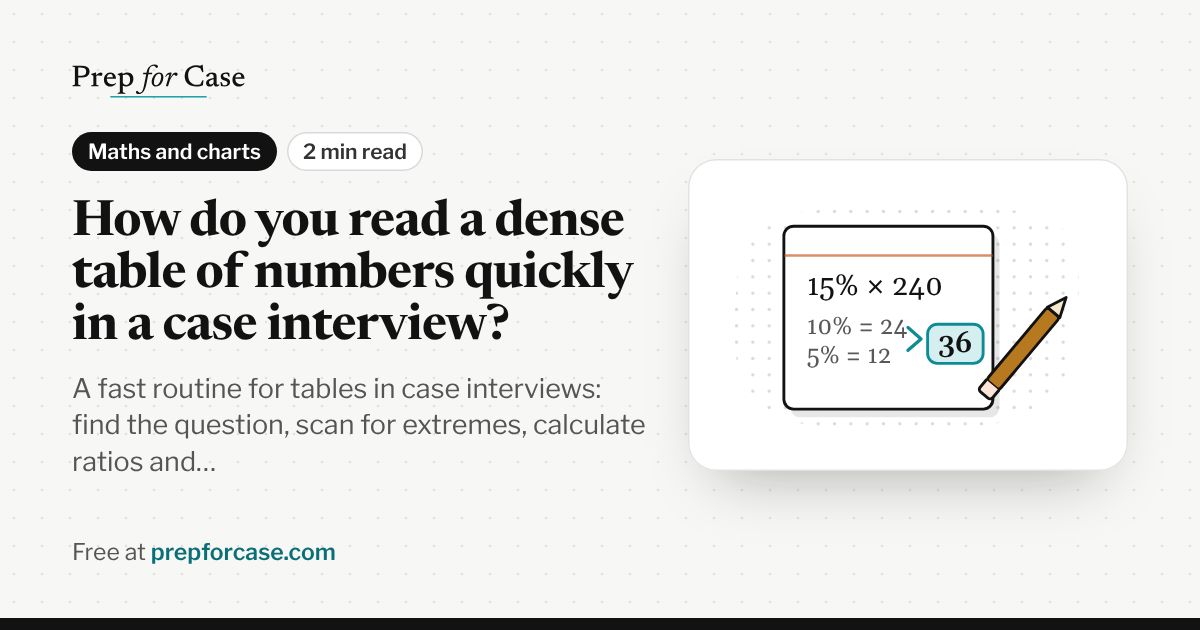 Prep for Case
Maths and charts
2 min read
How do you read a dense
table of numbers quickly
in a case interview?
A fast routine for tables in case interviews:
find the question, scan for extremes, calculate
ratios and...
Free at prepforcase.com
15% × 240
10% = 24
5% = 12
36